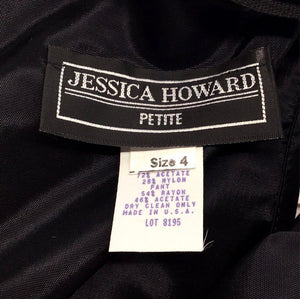 JESSICA HOWARD
PETITE
Size 4
72% ACETATE
28% NYLON
PANT
54% RAYON
46% ACETATE
DRY CLEAN ONLY
MADE IN U.S.A.
LOT 8195